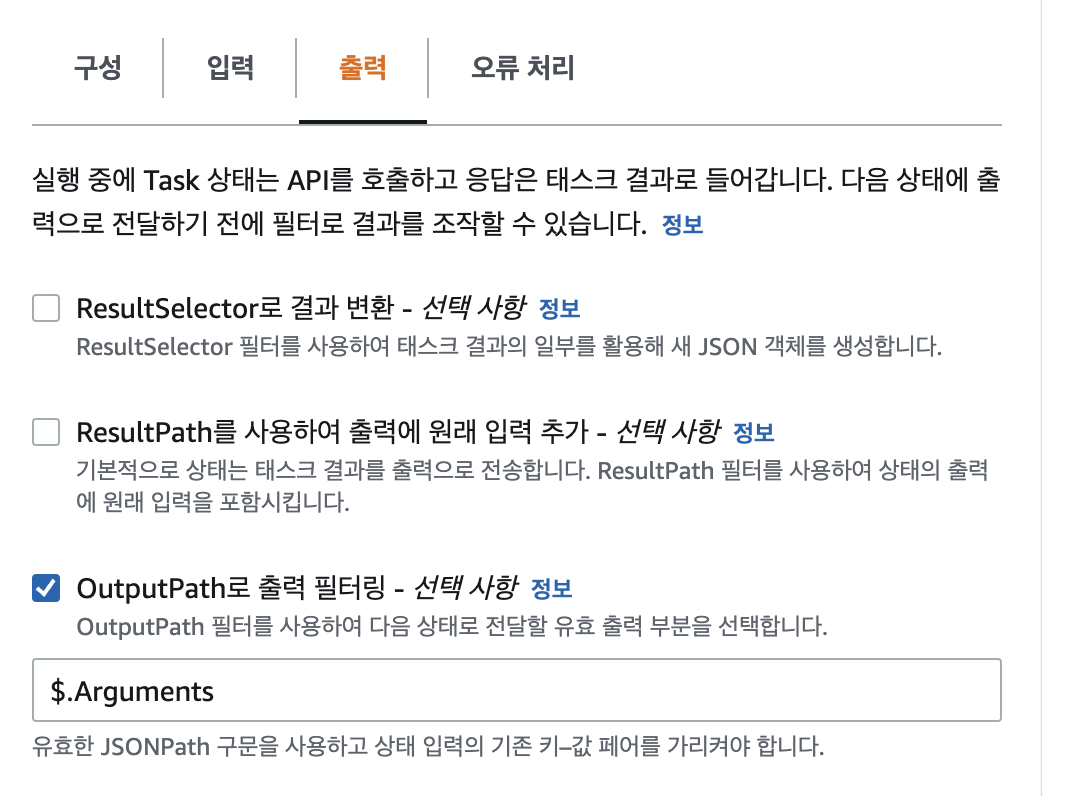 구성 입력 출력 오류 처리
실행 중에 Task 상태는 API를 호출하고 응답은 태스크 결과로 들어갑니다. 다음 상태에 출
력으로 전달하기 전에 필터로 결과를 조작할 수 있습니다. 정보
ResultSelector로 결과 변환 - 선택 사항 정보
ResultSelector 필터를 사용하여 태스크 결과의 일부를 활용해 새 JSON 객체를 생성합니다.
ResultPath를 사용하여 출력에 원래 입력 추가 - 선택 사항 정보
기본적으로 상태는 태스크 결과를 출력으로 전송합니다. ResultPath 필터를 사용하여 상태의 출력
에 원래 입력을 포함시킵니다.
OutputPath로 출력 필터링 - 선택 사항 정보
OutputPath 필터를 사용하여 다음 상태로 전달할 유효 출력 부분을 선택합니다.
$.Arguments
유효한 JSONPath 구문을 사용하고 상태 입력의 기존 키–값 페어를 가리켜야 합니다.